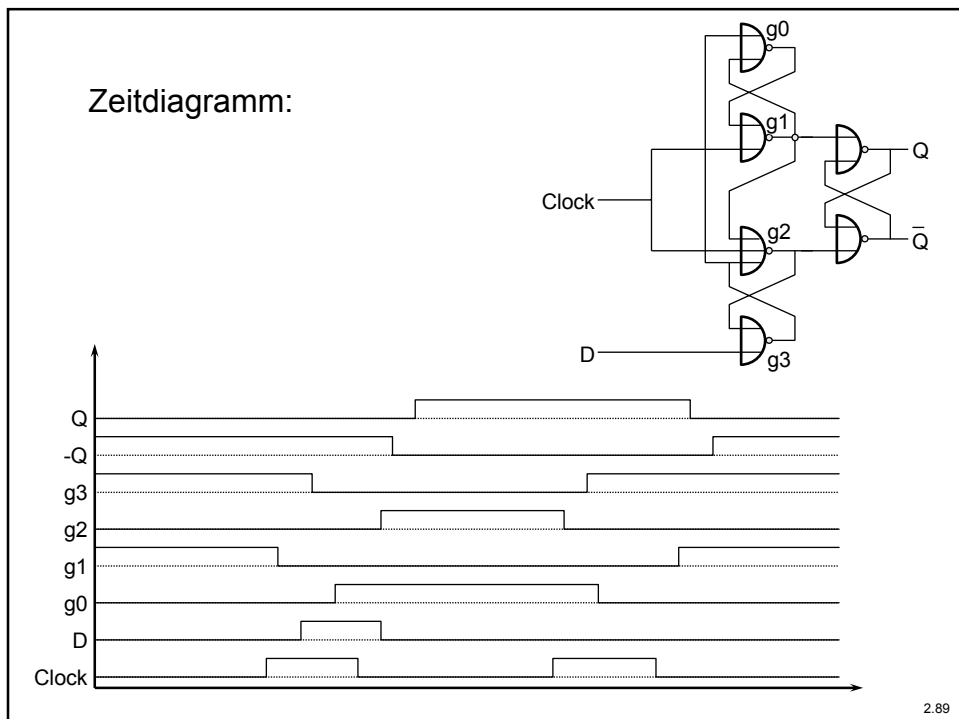 g0
Zeitdiagramm:
g1
Q
Clock
g2
Q̅
D
g3
Q
-Q
g3
g2
g1
g0
D
Clock
2.89